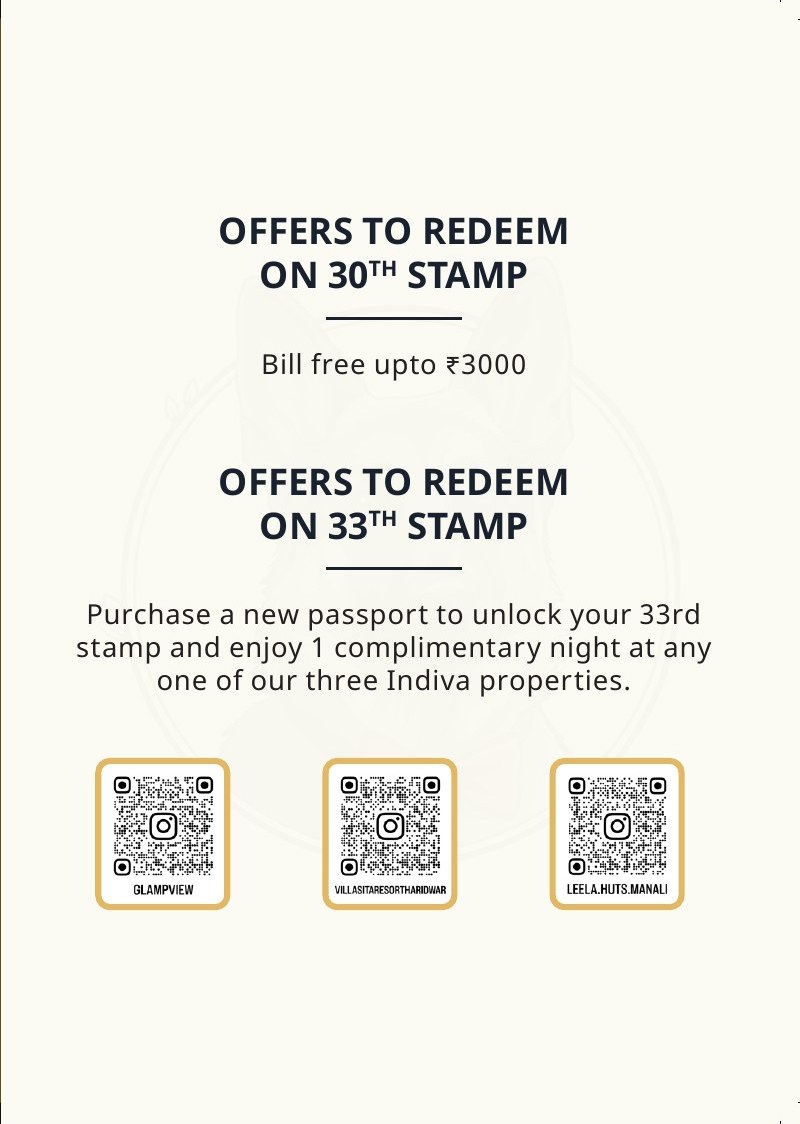 OFFERS TO REDEEM
ON 30TH STAMP
Bill free upto ₹3000
OFFERS TO REDEEM
ON 33TH STAMP
Purchase a new passport to unlock your 33rd
stamp and enjoy 1 complimentary night at any
one of our three Indiva properties.
GLAMPVIEW
VILLASITARESORTHARIDWAR
LEELA.HUTS.MANALI